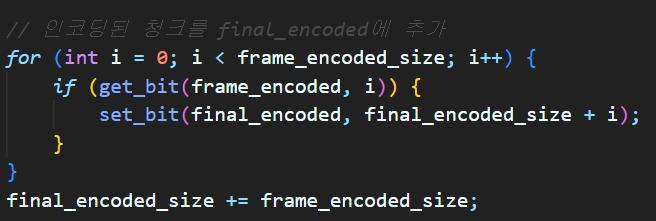 // 인코딩된 청크를 final_encoded에 추가
for (int i = 0; i < frame_encoded_size; i++) {
    if (get_bit(frame_encoded, i)) {
        set_bit(final_encoded, final_encoded_size + i);
    }
}
final_encoded_size += frame_encoded_size;